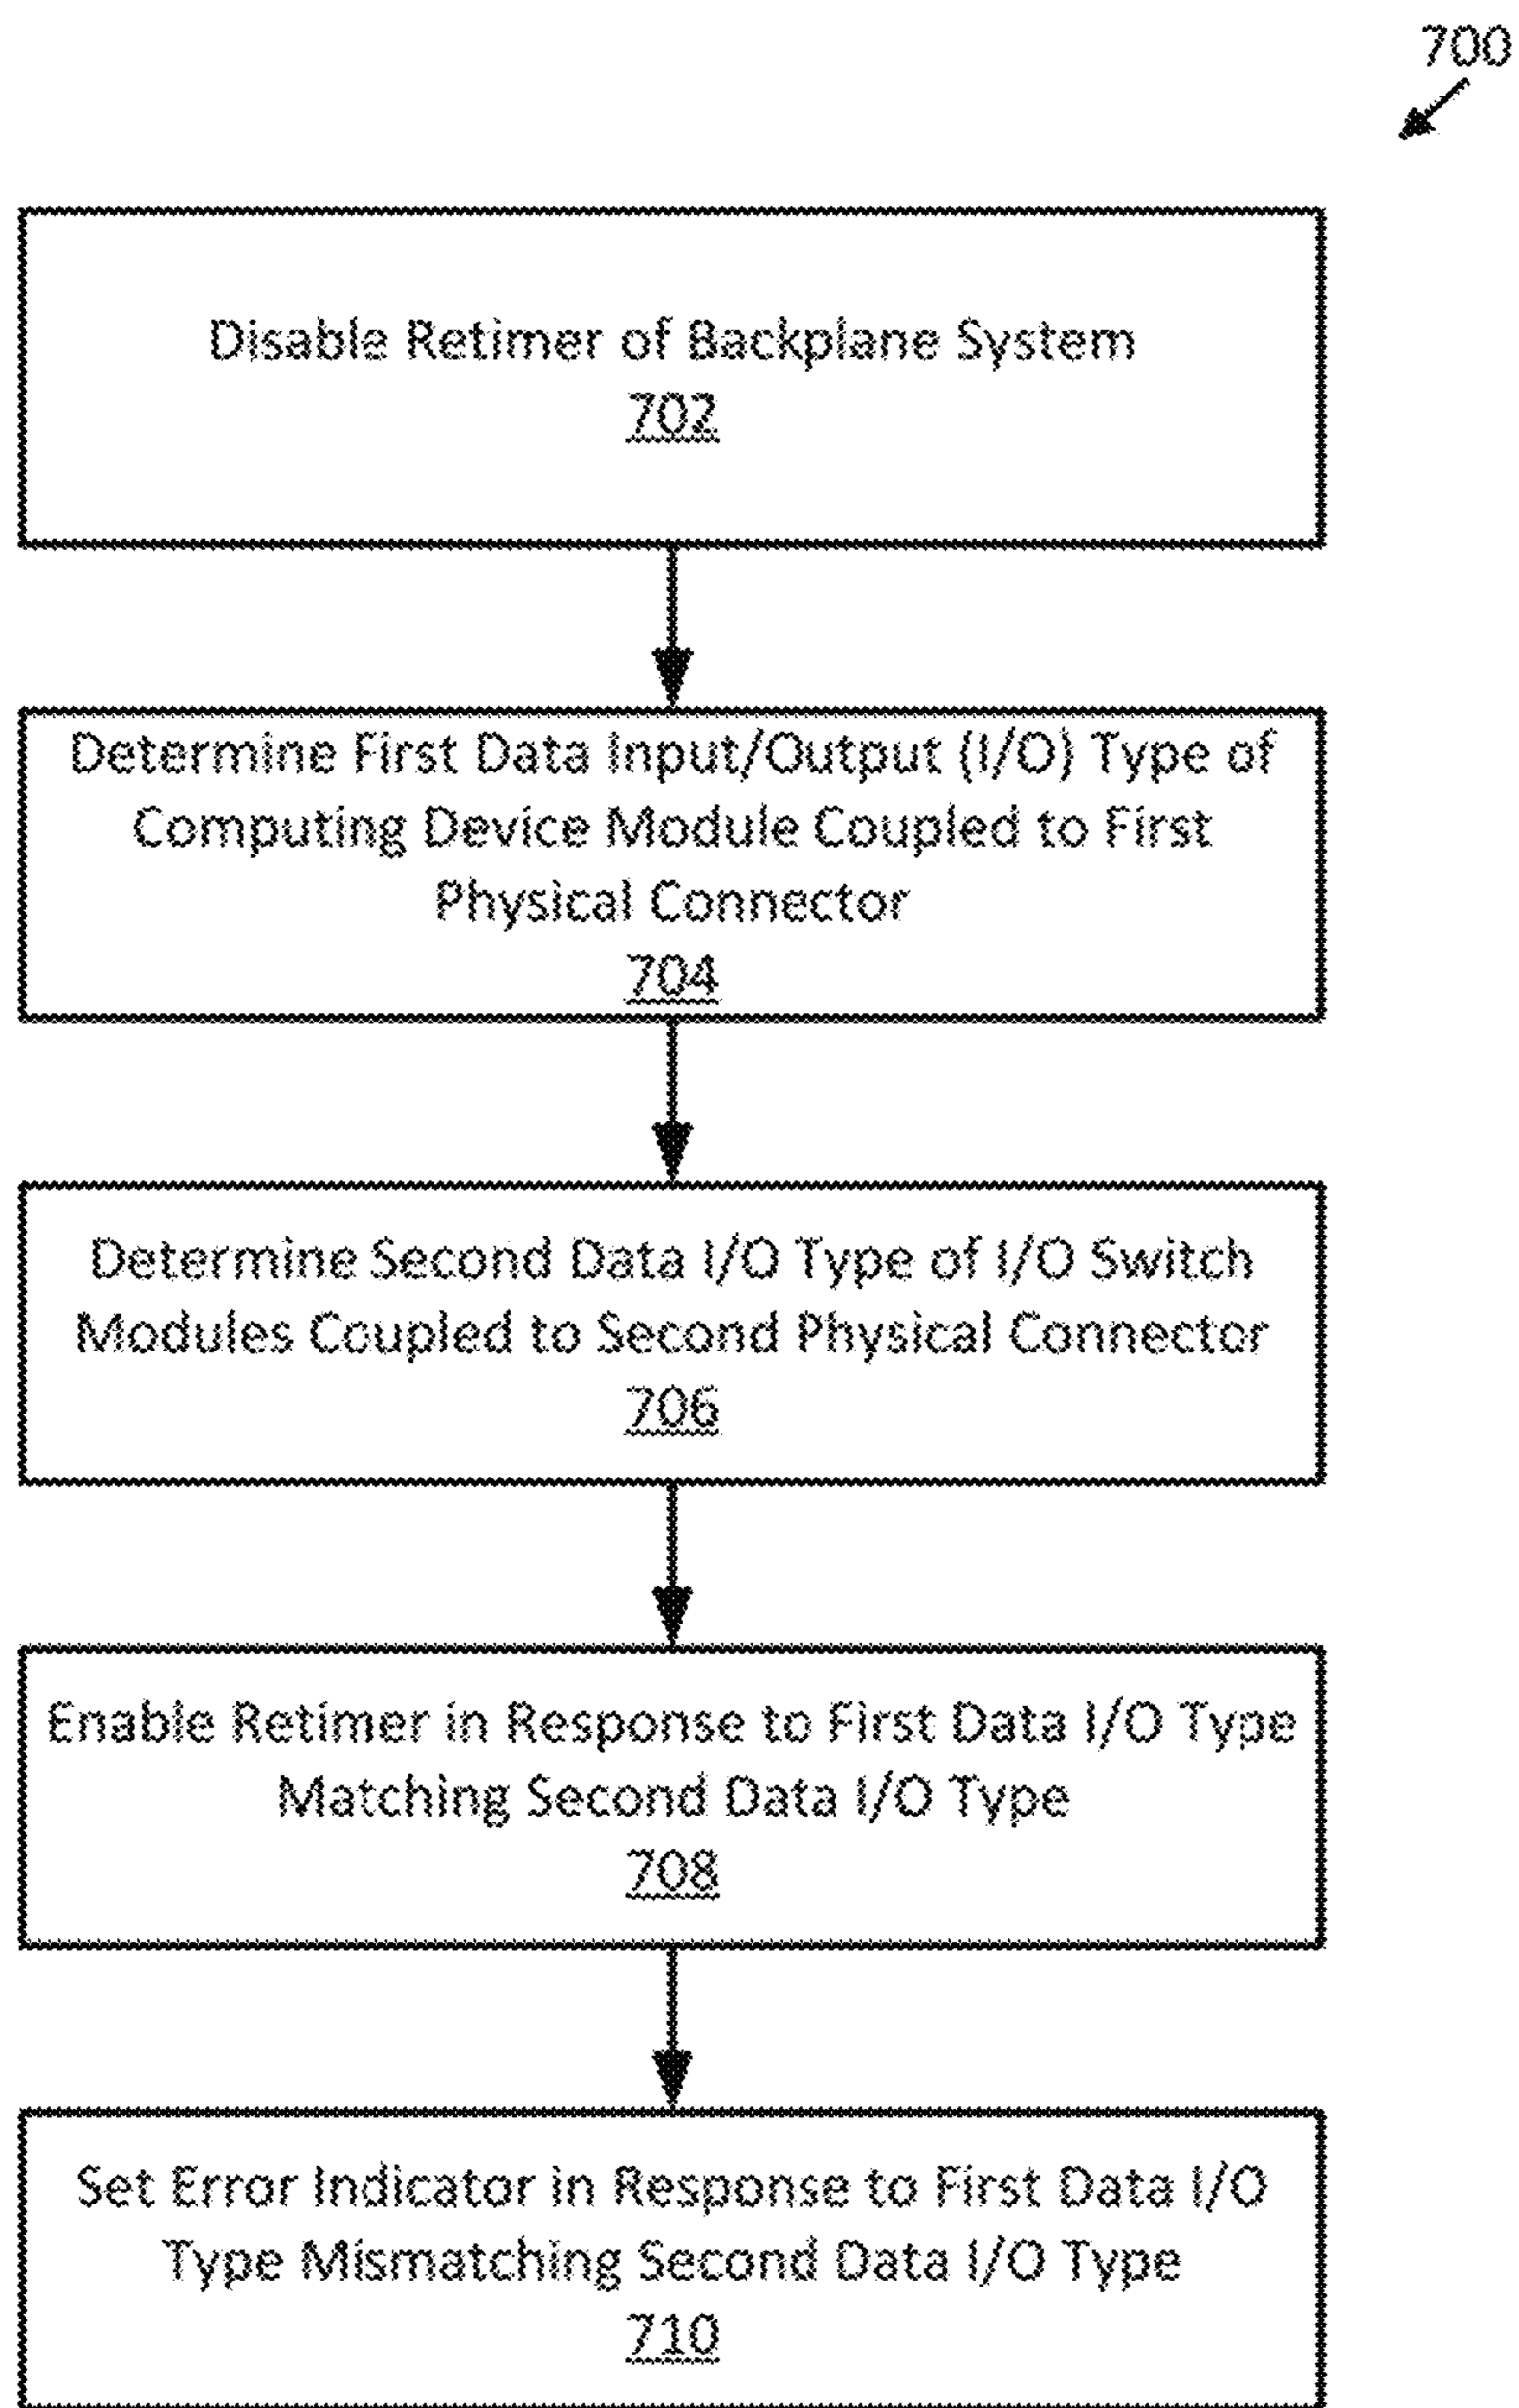 700
Disable Retimer of Backplane System
702
Determine First Data Input/Output (I/O) Type of
Computing Device Module Coupled to First
Physical Connector
704
Determine Second Data I/O Type of I/O Switch
Modules Coupled to Second Physical Connector
706
Enable Retimer in Response to First Data I/O Type
Matching Second Data I/O Type
708
Set Error Indicator in Response to First Data I/O
Type Mismatching Second Data I/O Type
710